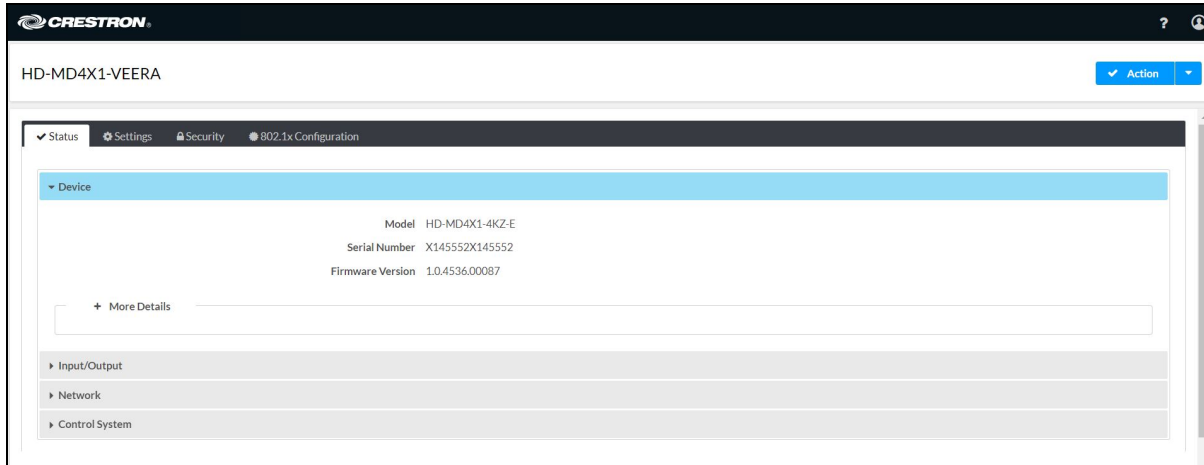 CRESTRON®
?
HD-MD4X1-VEERA
Action
Status Settings Security 802.1x Configuration
Device
Model HD-MD4X1-4KZ-E
Serial Number X145552X145552
Firmware Version 1.0.4536.00087
+ More Details
Input/Output
Network
Control System